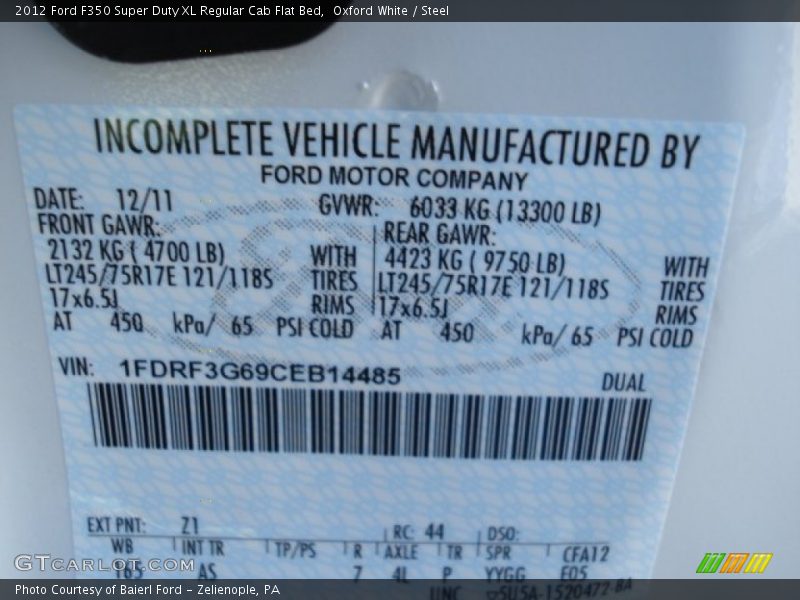 2012 Ford F350 Super Duty XL Regular Cab Flat Bed, Oxford White / Steel
INCOMPLETE VEHICLE MANUFACTURED BY
FORD MOTOR COMPANY
DATE: 12/11 GVWR: 6033 KG (13300 LB)
FRONT GAWR: REAR GAWR:
2132 KG ( 4700 LB) WITH 4423 KG ( 9750 LB) WITH
LT245/75R17E 121/118S TIRES LT245/75R17E 121/118S TIRES
17x6.5J RIMS 17x6.5J RIMS
AT 450 kPa/ 65 PSI COLD AT 450 kPa/ 65 PSI COLD
VIN: 1FDRF3G69CEB14485 DUAL
EXT PNT: Z1 RC: 44 DSO:
WB INT TR TP/PS R AXLE TR SPR CFA12
165 AS 7 4L P YYGG F05
GTCARLOT.COM
Photo Courtesy of Baierl Ford - Zelienople, PA